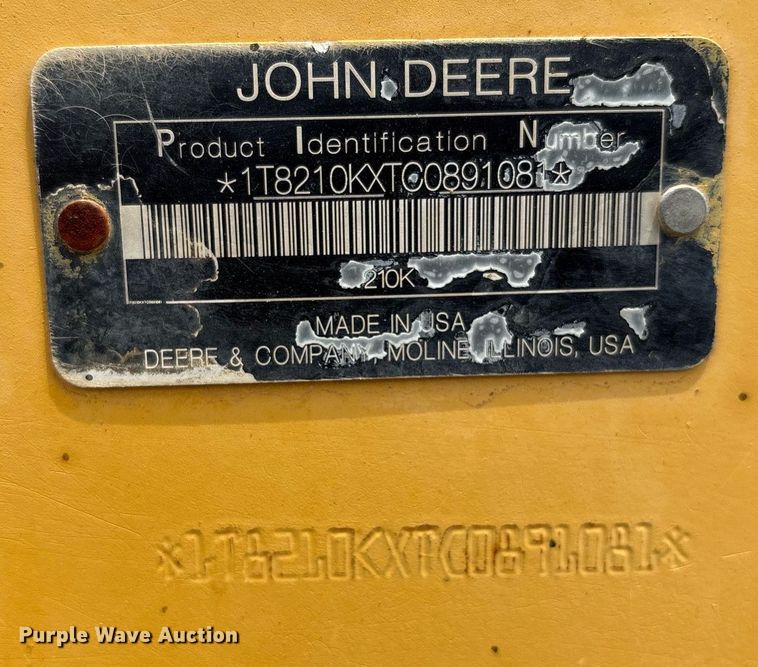 JOHN DEERE
Product Identification Number
*1T8210KXTC0891081*
210K
MADE IN USA
DEERE & COMPANY, MOLINE, ILLINOIS, USA
*1T8210KXTC0891081*
Purple Wave Auction